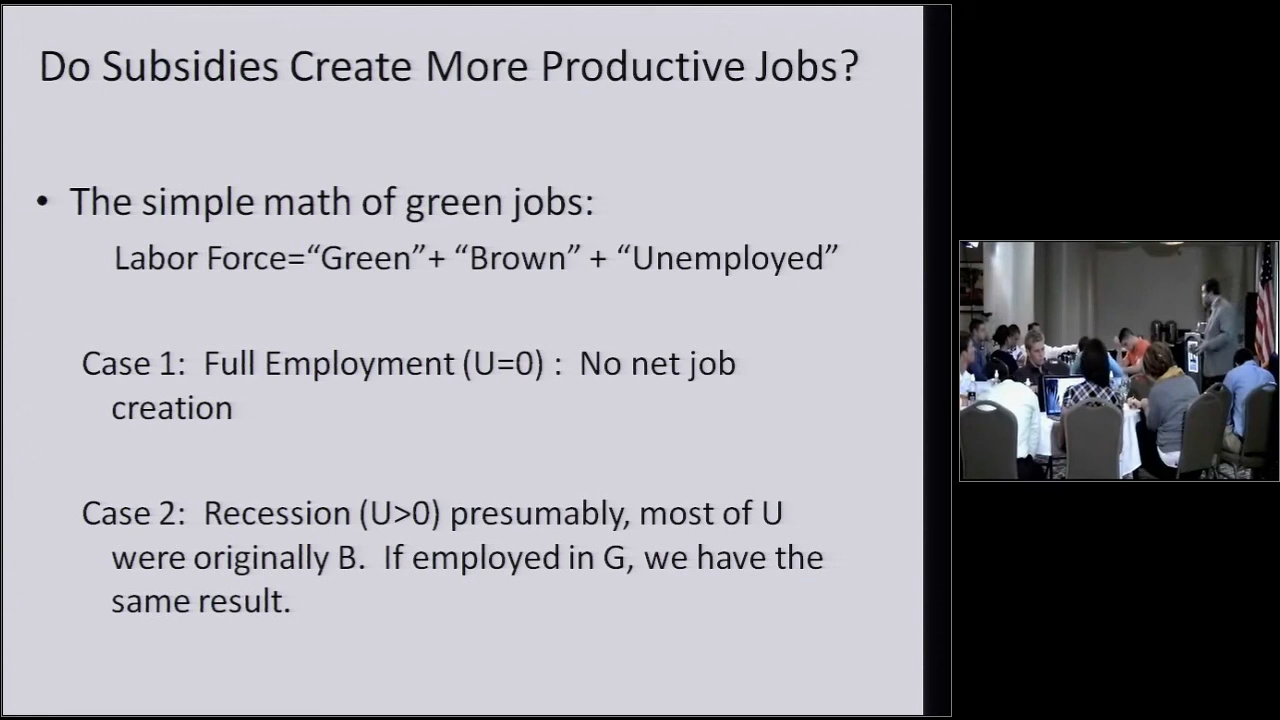 Do Subsidies Create More Productive Jobs?
• The simple math of green jobs:
Labor Force=“Green”+ “Brown” + “Unemployed”
Case 1:  Full Employment (U=0) :  No net job
creation
Case 2:  Recession (U>0) presumably, most of U
were originally B.  If employed in G, we have the
same result.